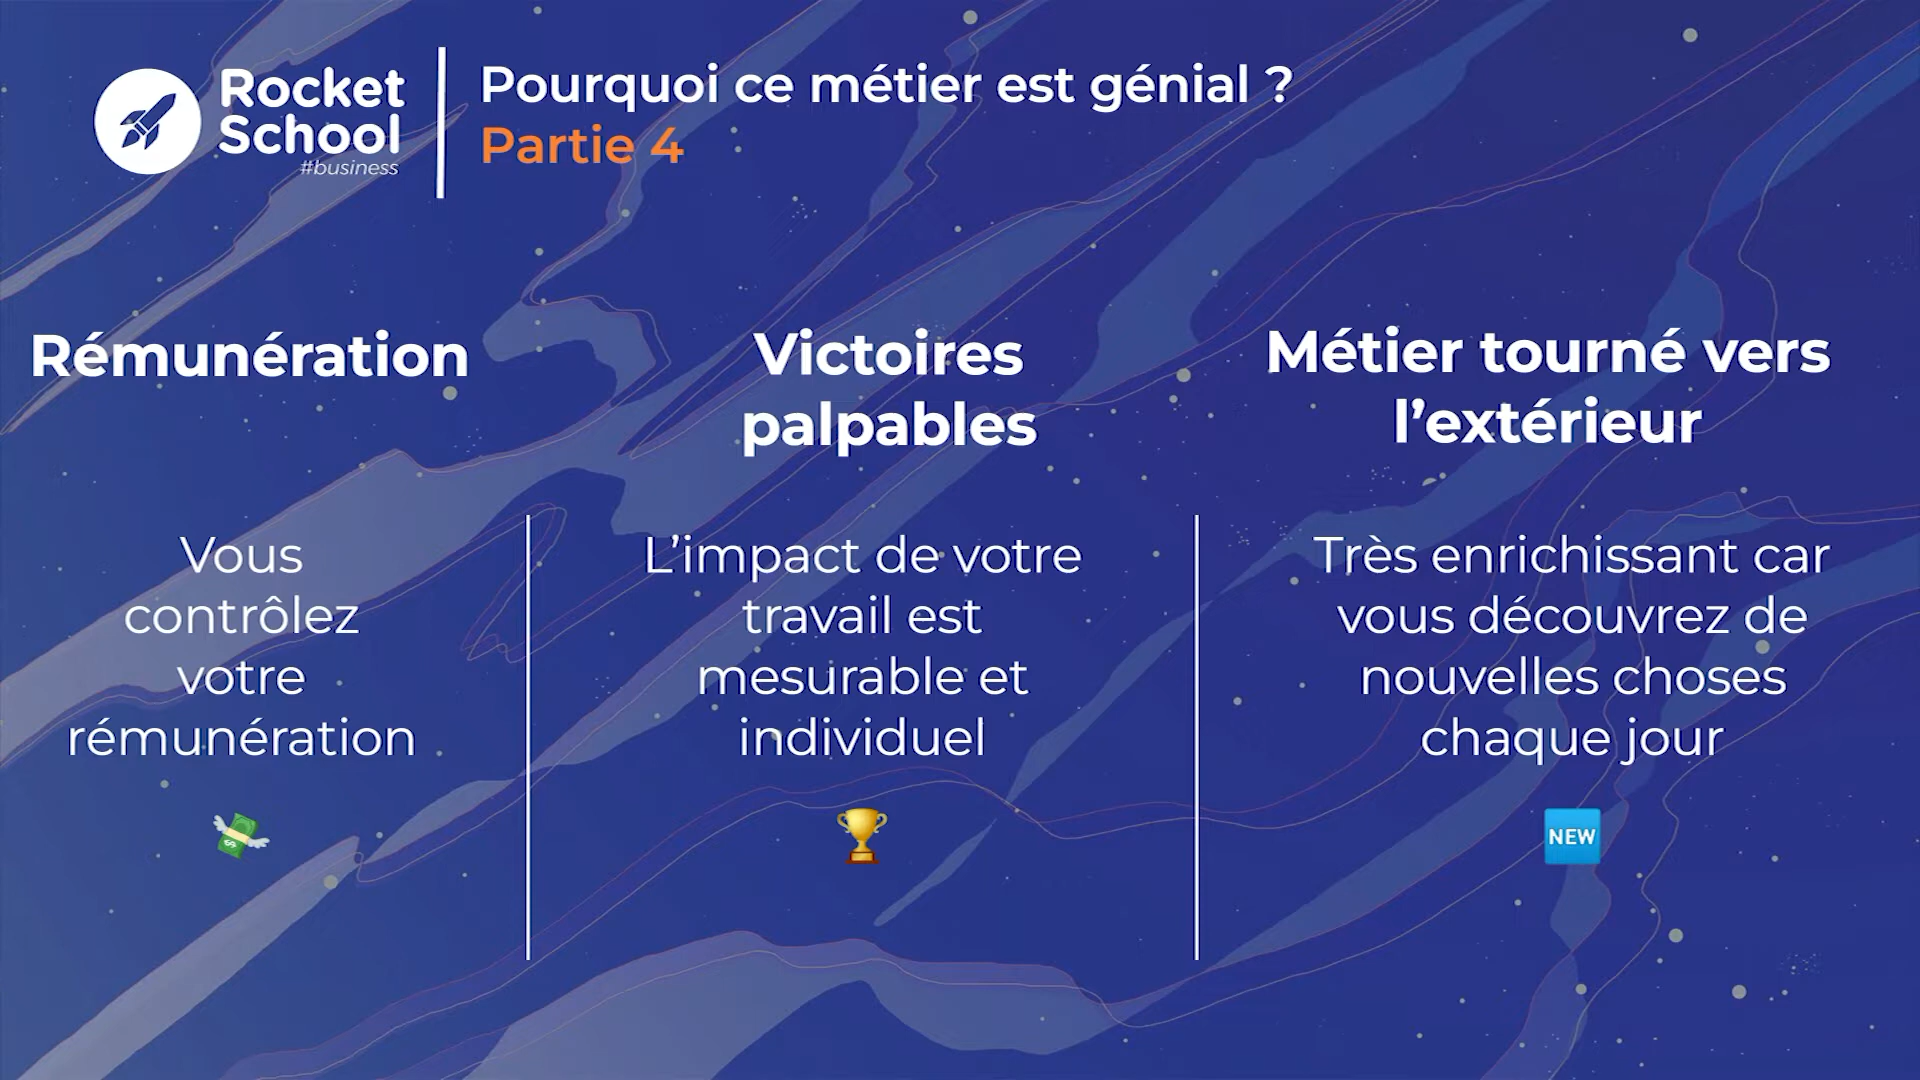 Rocket
School
#business
Pourquoi ce métier est génial ?
Partie 4
Rémunération
Vous
contrôlez
votre
rémunération
Victoires
palpables
L’impact de votre
travail est
mesurable et
individuel
Métier tourné vers
l’extérieur
Très enrichissant car
vous découvrez de
nouvelles choses
chaque jour
NEW